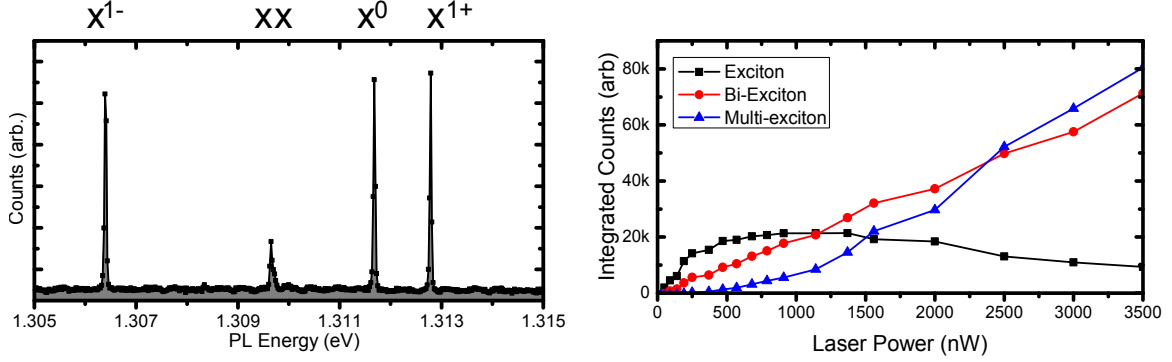 X1- XX X0 X1+
Counts (arb.)
1.305 1.307 1.309 1.311 1.313 1.315
PL Energy (eV)
Integrated Counts (arb)
80k
60k
40k
20k
0
Exciton
Bi-Exciton
Multi-exciton
0 500 1000 1500 2000 2500 3000 3500
Laser Power (nW)